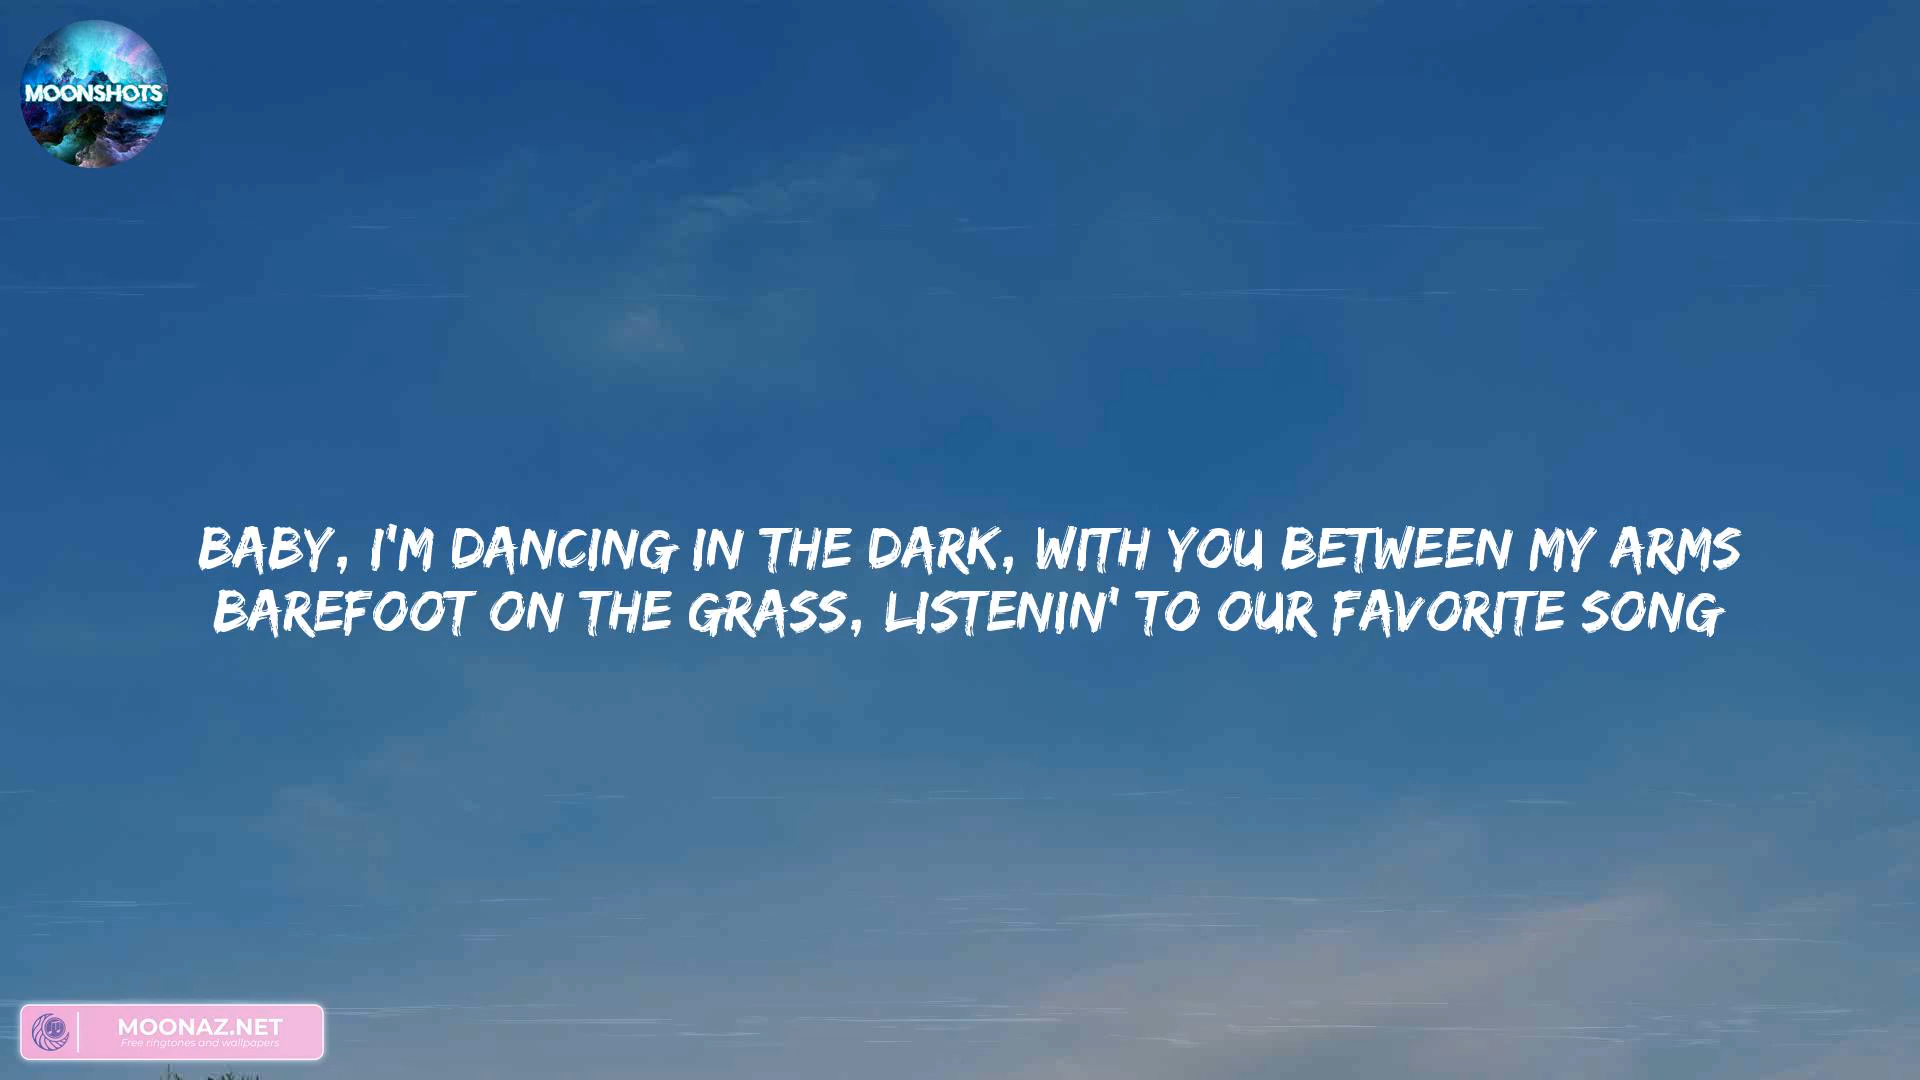 MOONSHOTS
BABY, I'M DANCING IN THE DARK, WITH YOU BETWEEN MY ARMS
BAREFOOT ON THE GRASS, LISTENIN' TO OUR FAVORITE SONG
MOONAZ.NET
Free ringtones and wallpapers